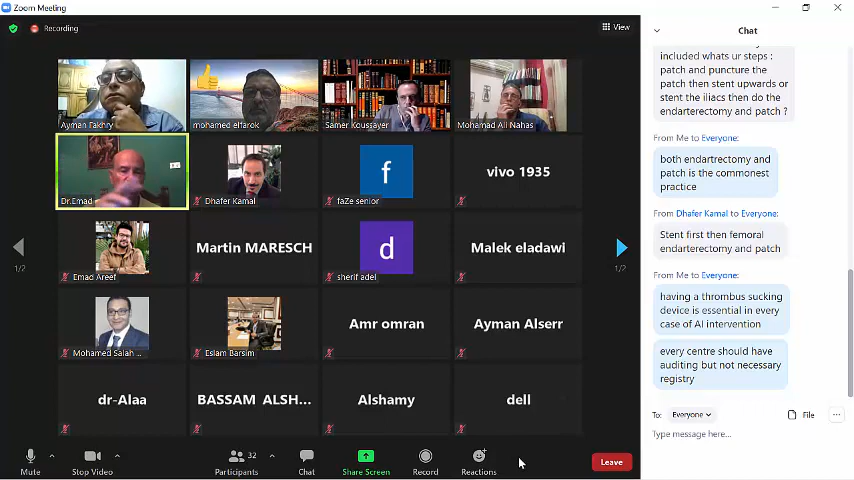 Zoom Meeting
Recording
View
Ayman Fakhry
mohamed elfarok
Samer Koussayer
Mohamad Ali Nahas
Dr.Emad
Dhafer Kamal
f
faZe senior
vivo 1935
Emad Areef
Martin MARESCH
d
sherif adel
Malek eladawi
1/2
1/2
Mohamed Salah ...
Eslam Barsim
Amr omran
Ayman Alserr
dr-Alaa
BASSAM ALSH...
Alshamy
dell
Mute
Stop Video
Participants
32
Chat
Share Screen
Record
Reactions
Leave
Chat
included whats ur steps :
patch and puncture the
patch then stent upwards or
stent the iliacs then do the
endarterectomy and patch ?
From Me to Everyone:
both endartrectomy and
patch is the commonest
practice
From Dhafer Kamal to Everyone:
Stent first then femoral
endarterectomy and patch
From Me to Everyone:
having a thrombus sucking
device is essential in every
case of AI intervention
every centre should have
auditing but not necessary
registry
To: Everyone
File
Type message here...